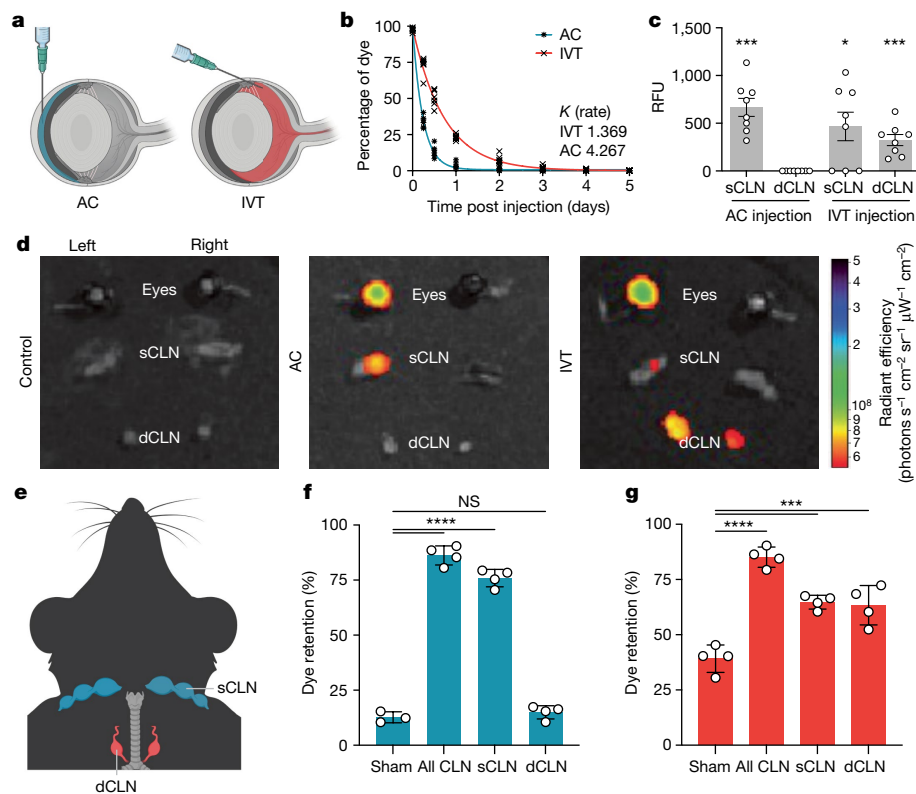 a
AC
IVT
b
Percentage of dye
100
75
50
25
0
0 1 2 3 4 5
Time post injection (days)
AC
IVT
K (rate)
IVT 1.369
AC 4.267
c
RFU
1,500
1,000
500
0
*** * ***
sCLN dCLN sCLN dCLN
AC injection IVT injection
d
Left Right
Control
Eyes
sCLN
dCLN
AC
Eyes
sCLN
dCLN
IVT
Eyes
sCLN
dCLN
5
4
3
2
10⁸
9
8
7
6
Radiant efficiency
(photons s⁻¹ cm⁻² sr⁻¹ µW⁻¹ cm⁻²)
e
sCLN
dCLN
f
Dye retention (%)
100
75
50
25
0
NS
****
Sham All CLN sCLN dCLN
g
Dye retention (%)
100
75
50
25
0
***
****
Sham All CLN sCLN dCLN